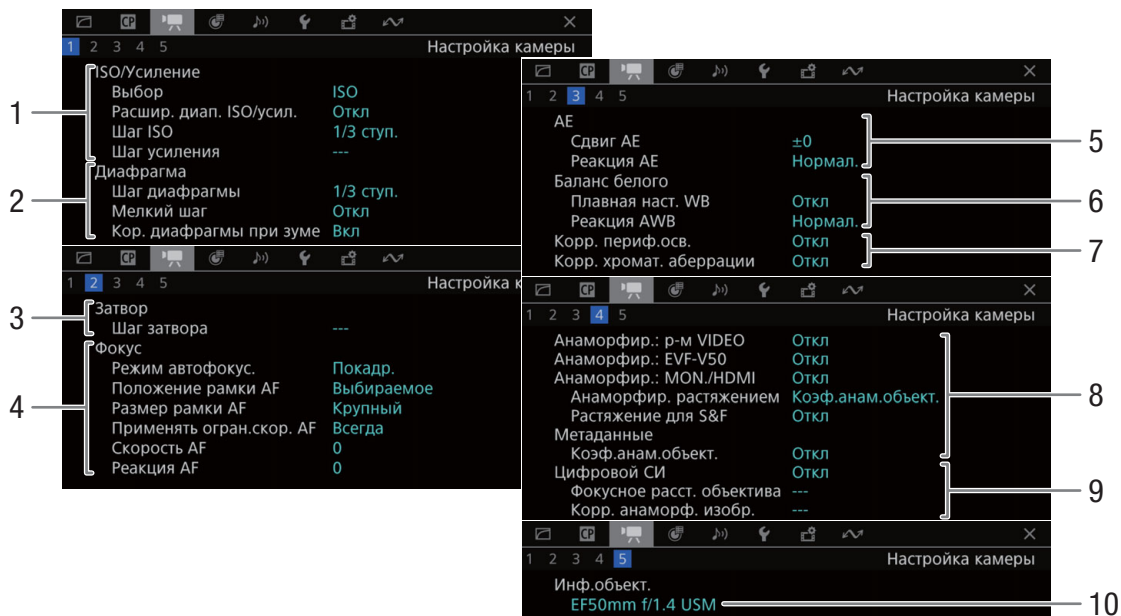 CP
1 2 3 4 5 Настройка камеры
ISO/Усиление
Выбор ISO
Расшир. диап. ISO/усил. Откл
Шаг ISO 1/3 ступ.
Шаг усиления ---
1
Диафрагма
Шаг диафрагмы 1/3 ступ.
Мелкий шаг Откл
Кор. диафрагмы при зуме Вкл
2
CP
1 2 3 4 5 Настройка к
Затвор
Шаг затвора ---
3
Фокус
Режим автофокус. Покадр.
Положение рамки AF Выбираемое
Размер рамки AF Крупный
Применять огран.скор. AF Всегда
Скорость AF 0
Реакция AF 0
4
CP
1 2 3 4 5 Настройка камеры
AE
Сдвиг AE ±0
Реакция AE Нормал.
5
Баланс белого
Плавная наст. WB Откл
Реакция AWB Нормал.
6
Корр. периф.осв. Откл
Корр. хромат. аберрации Откл
7
CP
1 2 3 4 5 Настройка камеры
Анаморфир.: р-м VIDEO Откл
Анаморфир.: EVF-V50 Откл
Анаморфир.: MON./HDMI Откл
Анаморфир. растяжением Коэф.анам.объект.
Растяжение для S&F Откл
Метаданные
Коэф.анам.объект. Откл
8
Цифровой СИ Откл
Фокусное расст. объектива ---
Корр. анаморф. изобр. ---
9
CP
1 2 3 4 5 Настройка камеры
Инф.объект.
EF50mm f/1.4 USM
10